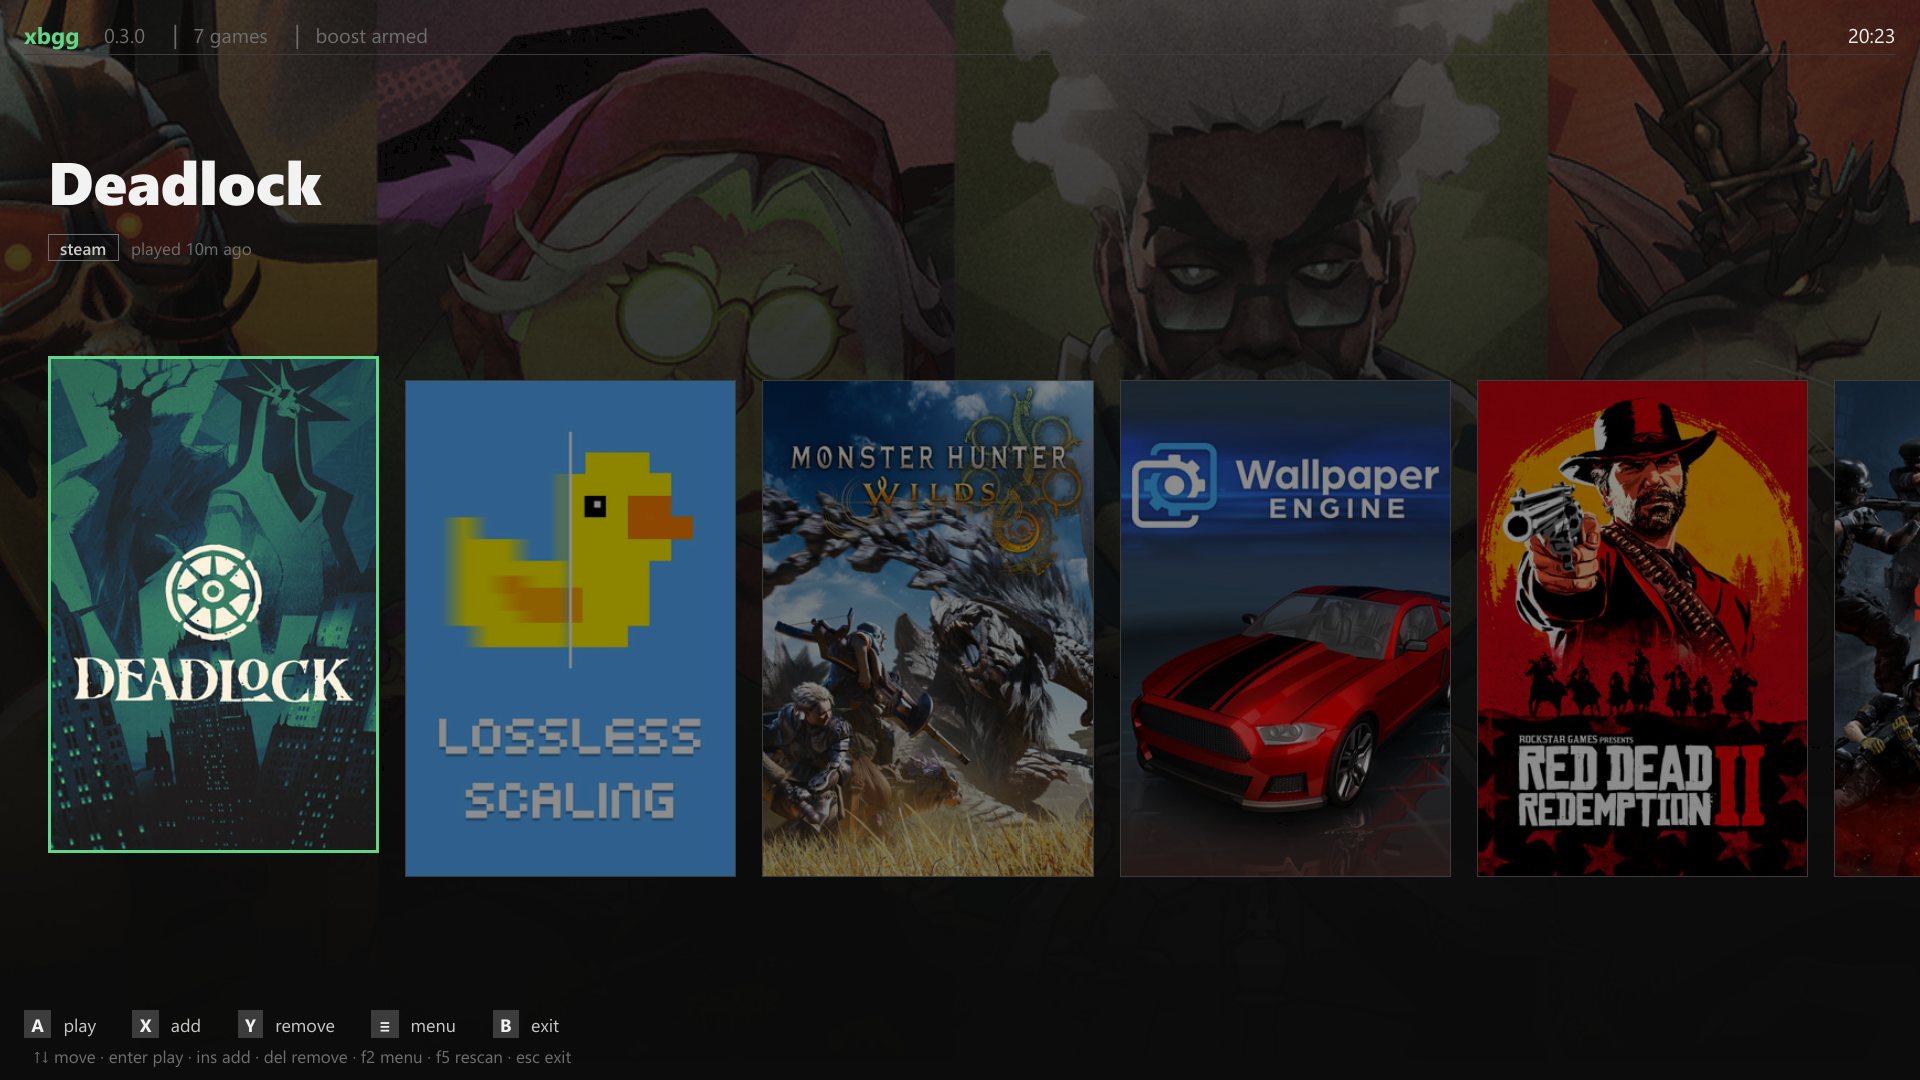 xbgg 0.3.0 | 7 games | boost armed 20:23
Deadlock
steam played 10m ago
DEADLOCK
LOSSLESS
SCALING
MONSTER HUNTER
WILDS
Wallpaper
ENGINE
ROCKSTAR GAMES PRESENTS
RED DEAD
REDEMPTION II
A play X add Y remove ≡ menu B exit
↑↓ move · enter play · ins add · del remove · f2 menu · f5 rescan · esc exit